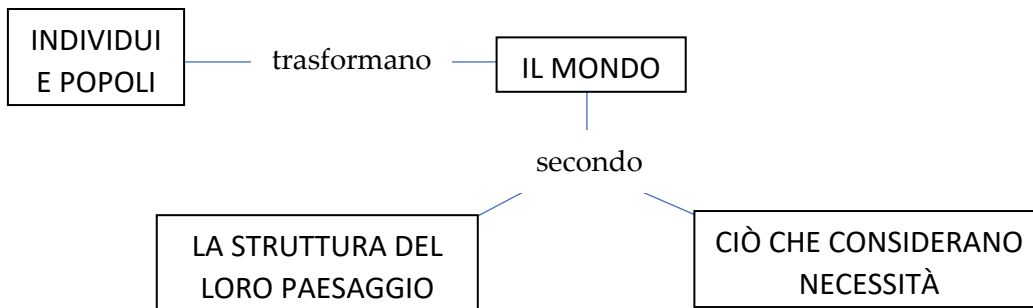 INDIVIDUI
E POPOLI
trasformano
IL MONDO
secondo
LA STRUTTURA DEL
LORO PAESAGGIO
CIÒ CHE CONSIDERANO
NECESSITÀ